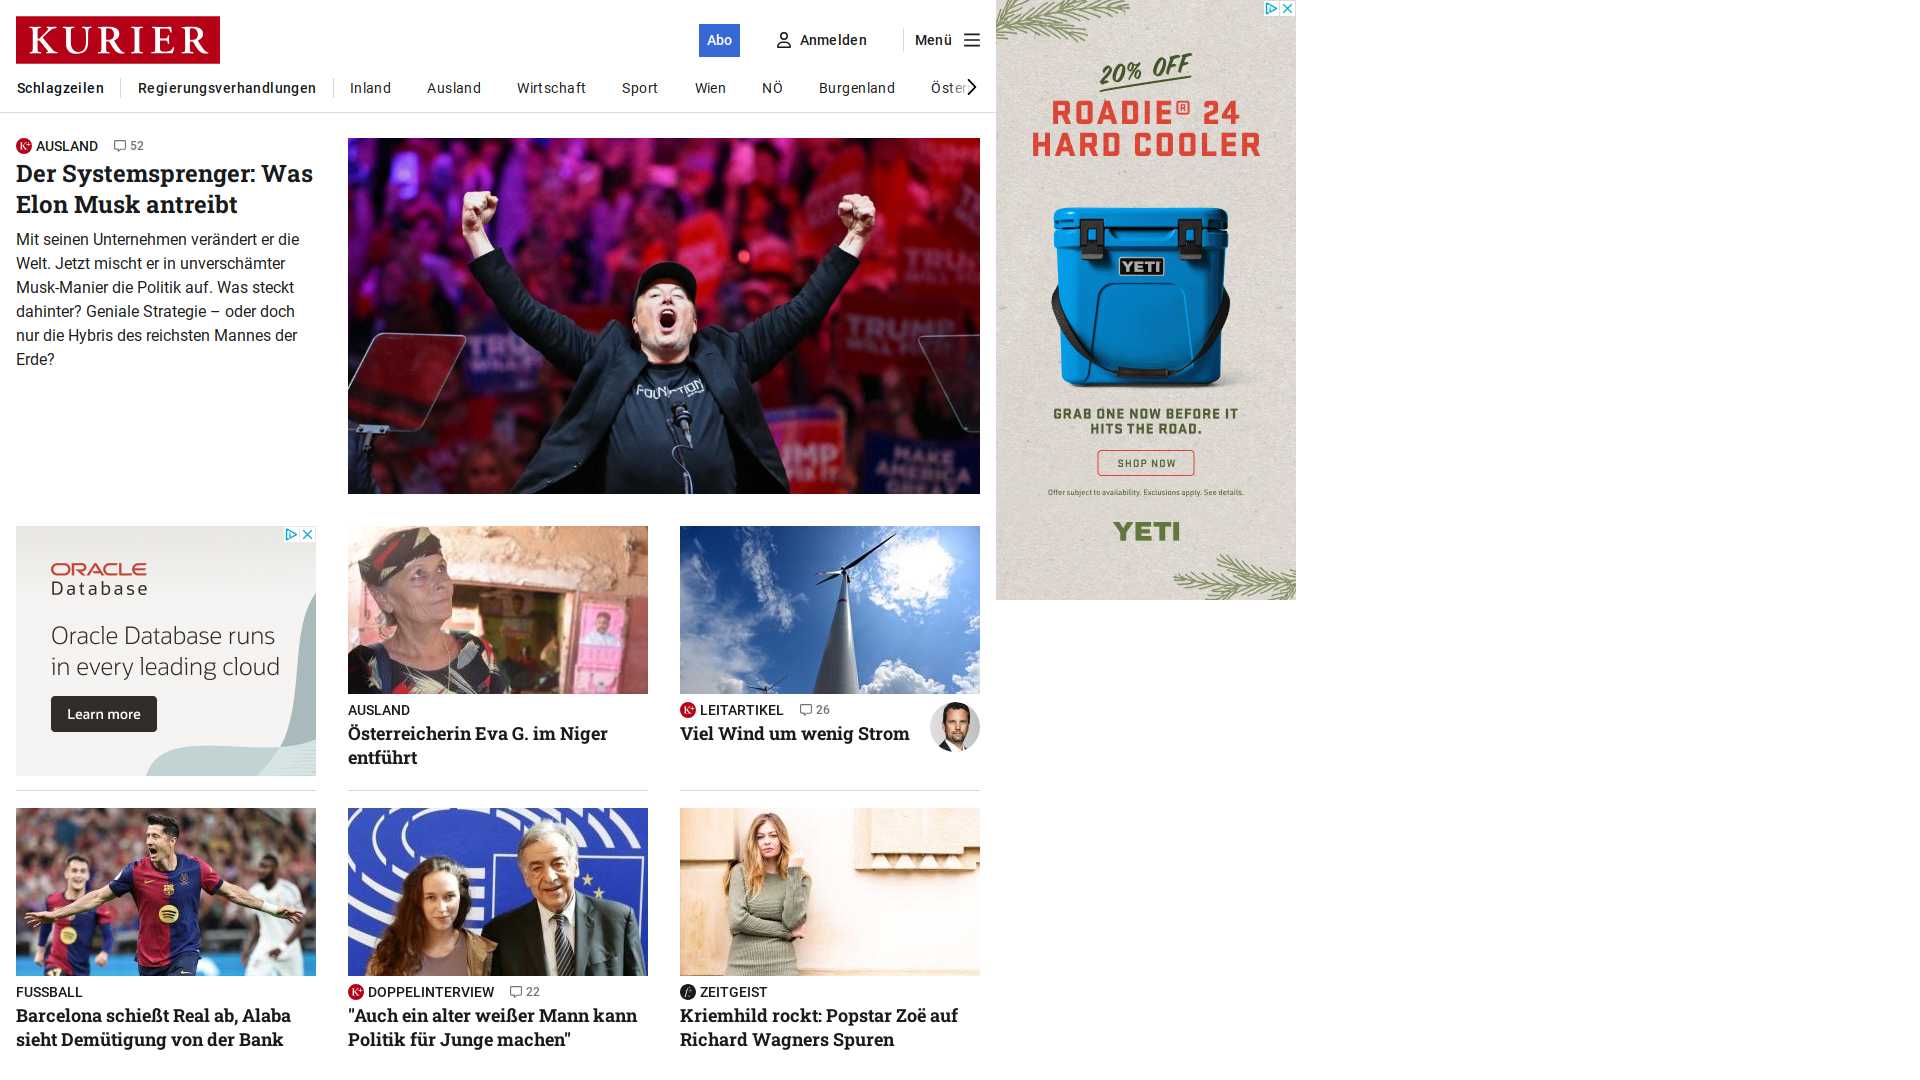 KURIER
Abo
Anmelden
Menü
Schlagzeilen
Regierungsverhandlungen
Inland
Ausland
Wirtschaft
Sport
Wien
NÖ
Burgenland
Öster
AUSLAND
52
Der Systemsprenger: Was
Elon Musk antreibt
Mit seinen Unternehmen verändert er die
Welt. Jetzt mischt er in unverschämter
Musk-Manier die Politik auf. Was steckt
dahinter? Geniale Strategie – oder doch
nur die Hybris des reichsten Mannes der
Erde?
TRUMP
TRUMP
TRUMP
MAKE
AMERICA
GREAT
20% OFF
ROADIE® 24
HARD COOLER
YETI
GRAB ONE NOW BEFORE IT
HITS THE ROAD.
SHOP NOW
Offer subject to availability. Exclusions apply. See details.
YETI
ORACLE
Database
Oracle Database runs
in every leading cloud
Learn more
AUSLAND
Österreicherin Eva G. im Niger
entführt
LEITARTIKEL
26
Viel Wind um wenig Strom
FUSSBALL
Barcelona schießt Real ab, Alaba
sieht Demütigung von der Bank
DOPPELINTERVIEW
22
"Auch ein alter weißer Mann kann
Politik für Junge machen"
ZEITGEIST
Kriemhild rockt: Popstar Zoë auf
Richard Wagners Spuren